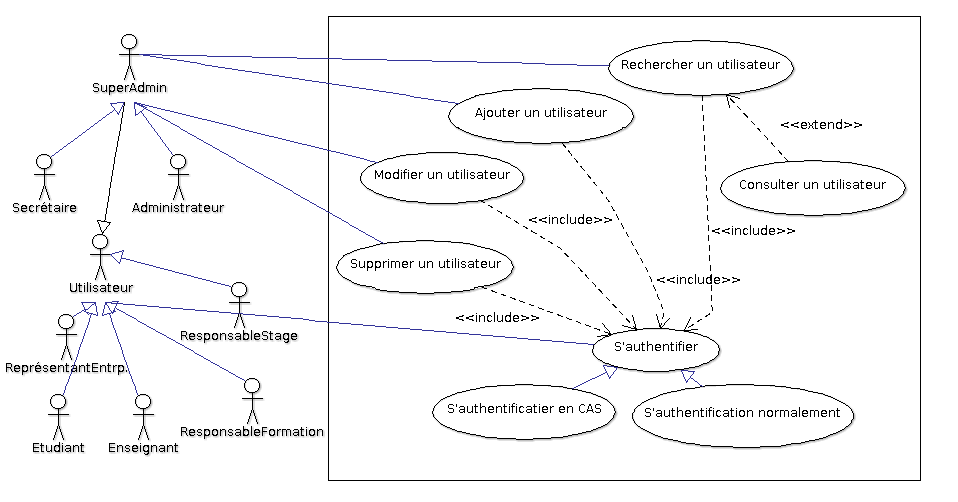 SuperAdmin
Secrétaire
Administrateur
Utilisateur
ResponsableStage
ReprésentantEntrp.
Etudiant
Enseignant
ResponsableFormation
Rechercher un utilisateur
Ajouter un utilisateur
<<extend>>
Modifier un utilisateur
Consulter un utilisateur
<<include>>
<<include>>
Supprimer un utilisateur
<<include>>
<<include>>
S'authentifier
S'authentificatier en CAS
S'authentification normalement